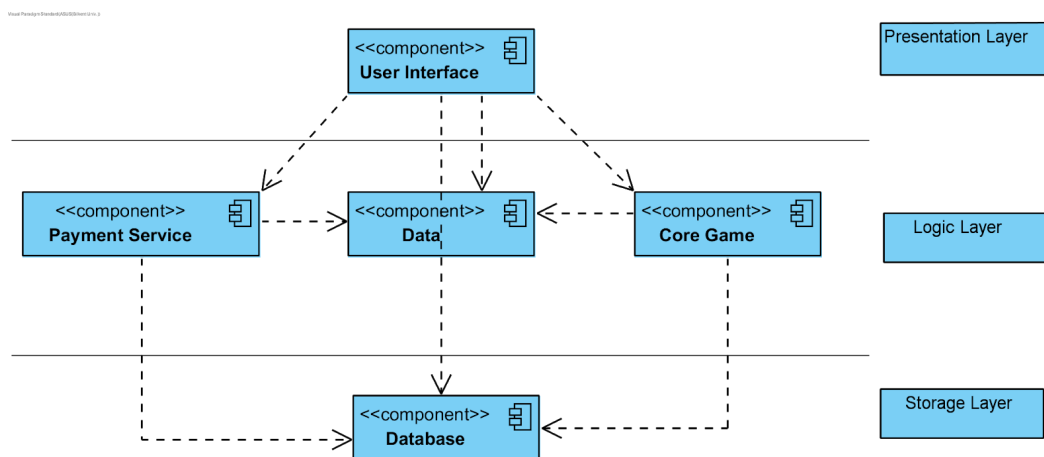 <<component>>
User Interface
Presentation Layer
<<component>>
Payment Service
<<component>>
Data
<<component>>
Core Game
Logic Layer
<<component>>
Database
Storage Layer